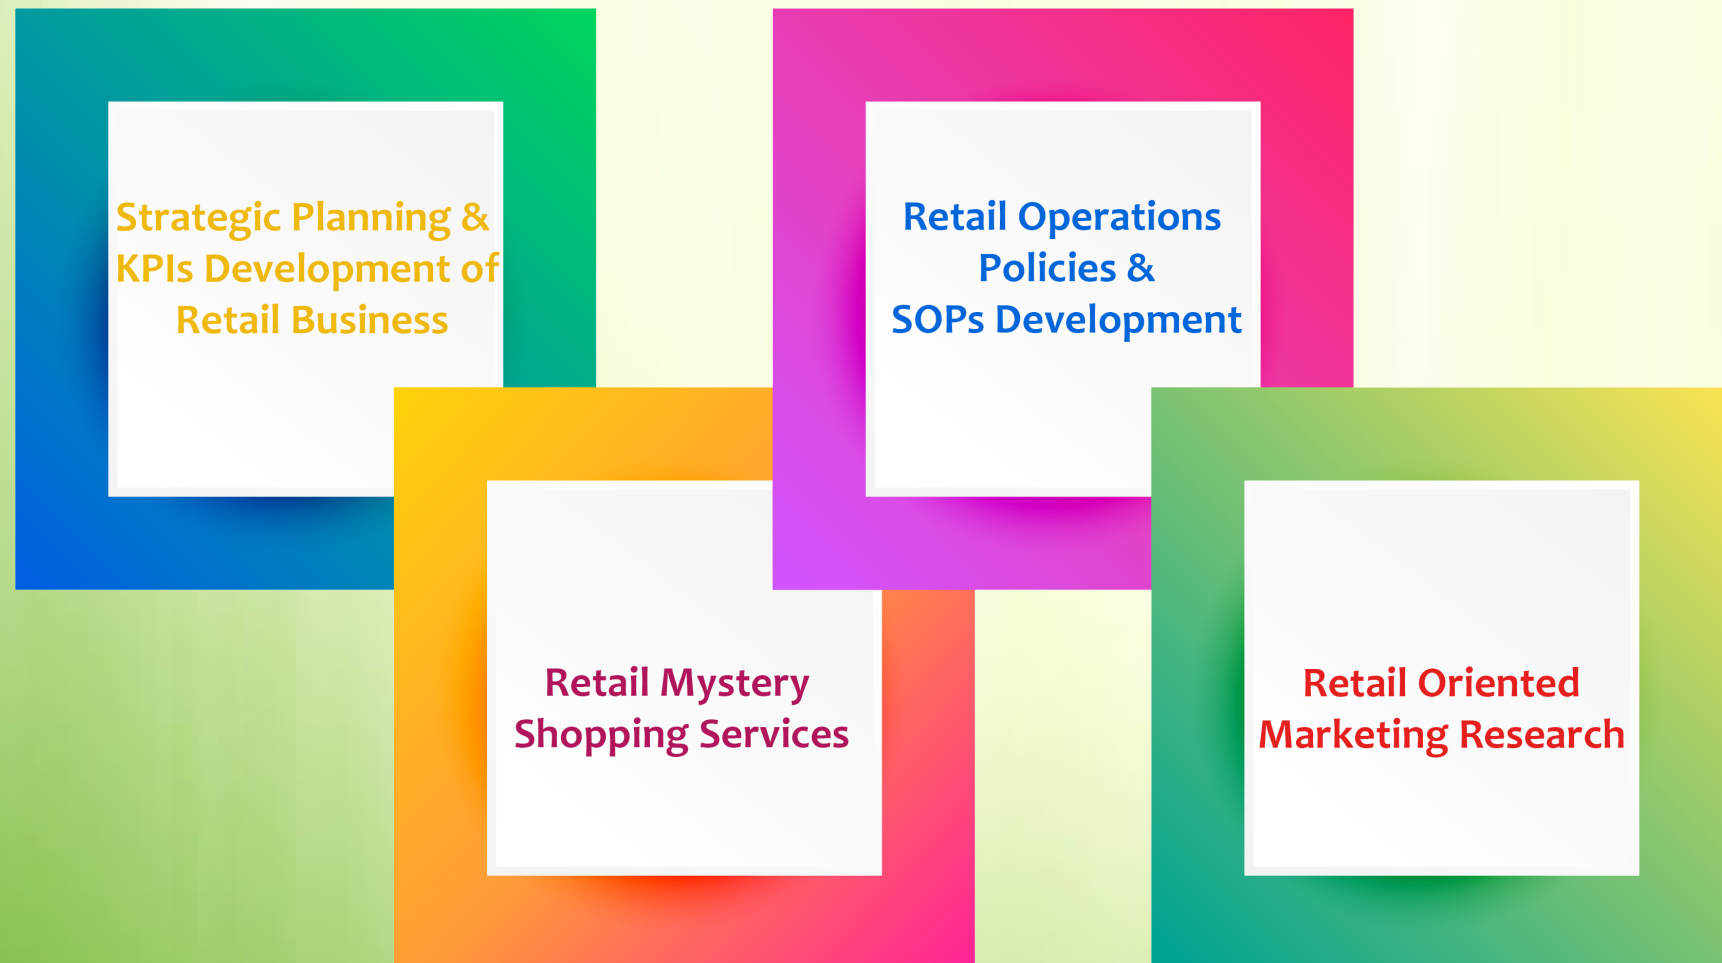 Strategic Planning &
KPIs Development of
Retail Business
Retail Operations
Policies &
SOPs Development
Retail Mystery
Shopping Services
Retail Oriented
Marketing Research